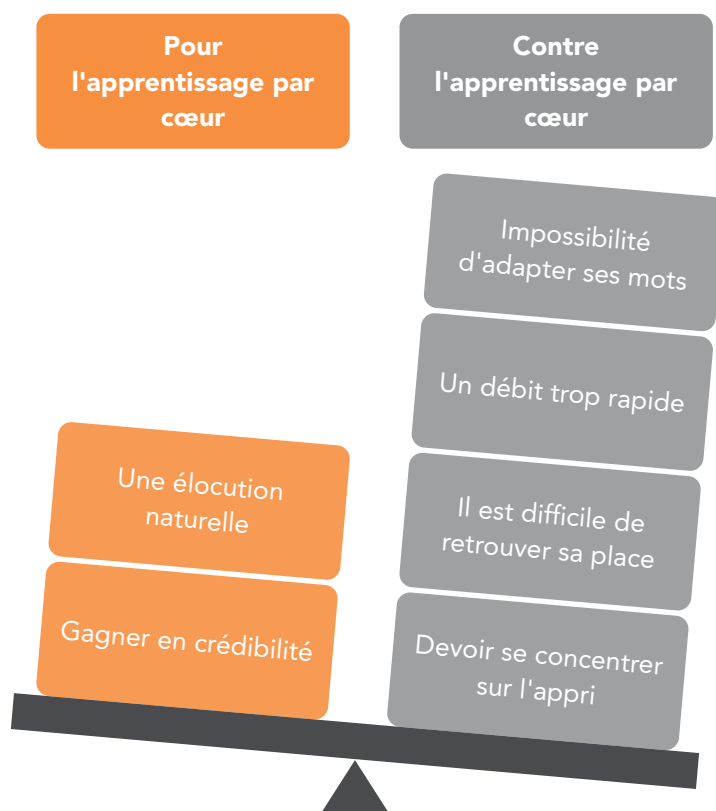 Pour
l'apprentissage par
cœur
Contre
l'apprentissage par
cœur
Impossibilité
d'adapter ses mots
Un débit trop rapide
Il est difficile de
retrouver sa place
Devoir se concentrer
sur l'appri
Une élocution
naturelle
Gagner en crédibilité